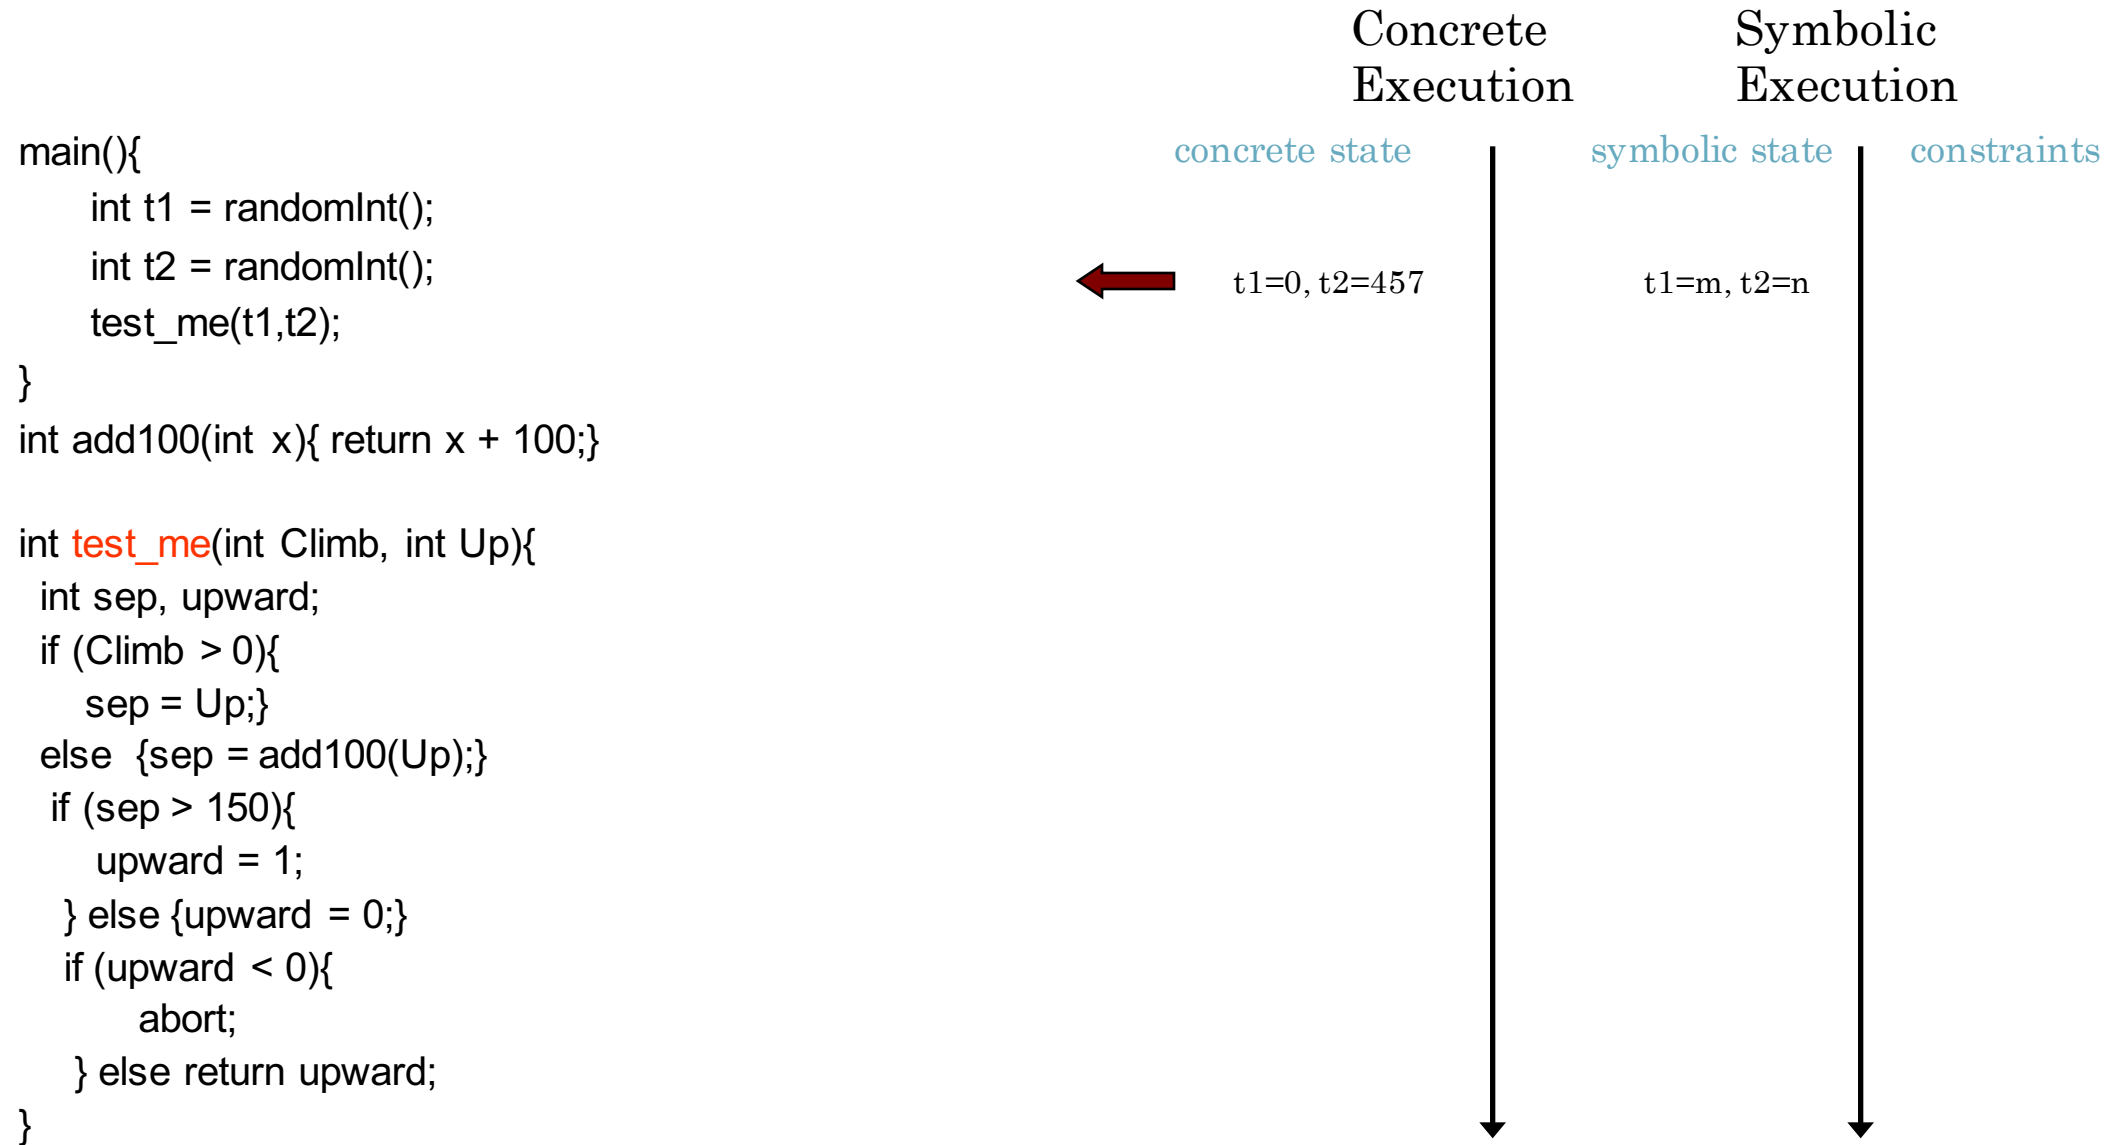 Concrete Execution
Symbolic Execution
main(){
concrete state
symbolic state
constraints
int t1 = randomInt();
int t2 = randomInt();
t1=0, t2=457
t1=m, t2=n
test_me(t1,t2);
}
int add100(int x){ return x + 100;}
int test_me(int Climb, int Up){
int sep, upward;
if (Climb > 0){
sep = Up;}
else {sep = add100(Up);}
if (sep > 150){
upward = 1;
} else {upward = 0;}
if (upward < 0){
abort;
} else return upward;
}